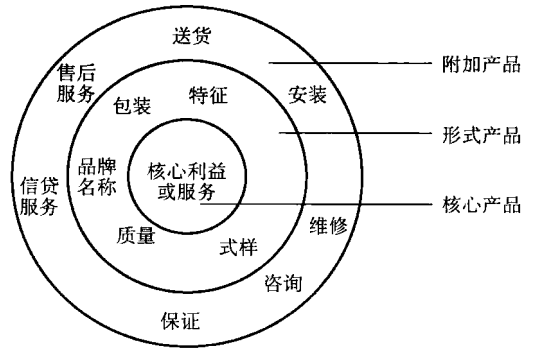 送货
附加产品
售后
服务
安装
包装
特征
形式产品
品牌
名称
核心利益
或服务
信贷
服务
核心产品
维修
质量
式样
咨询
保证